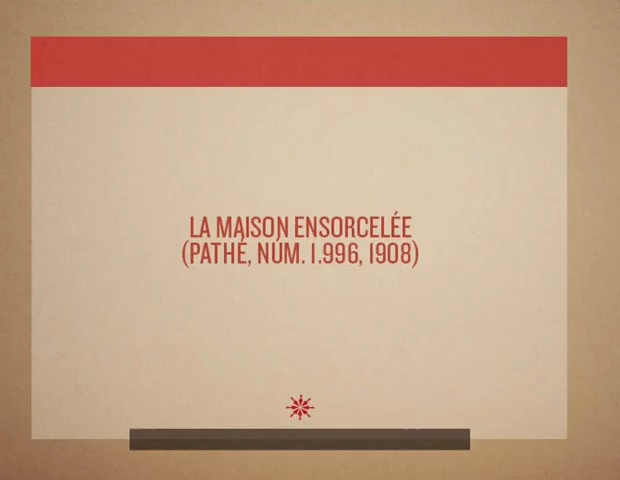 LA MAISON ENSORCELÉE
(PATHÉ, NÚM. 1.996, 1908)